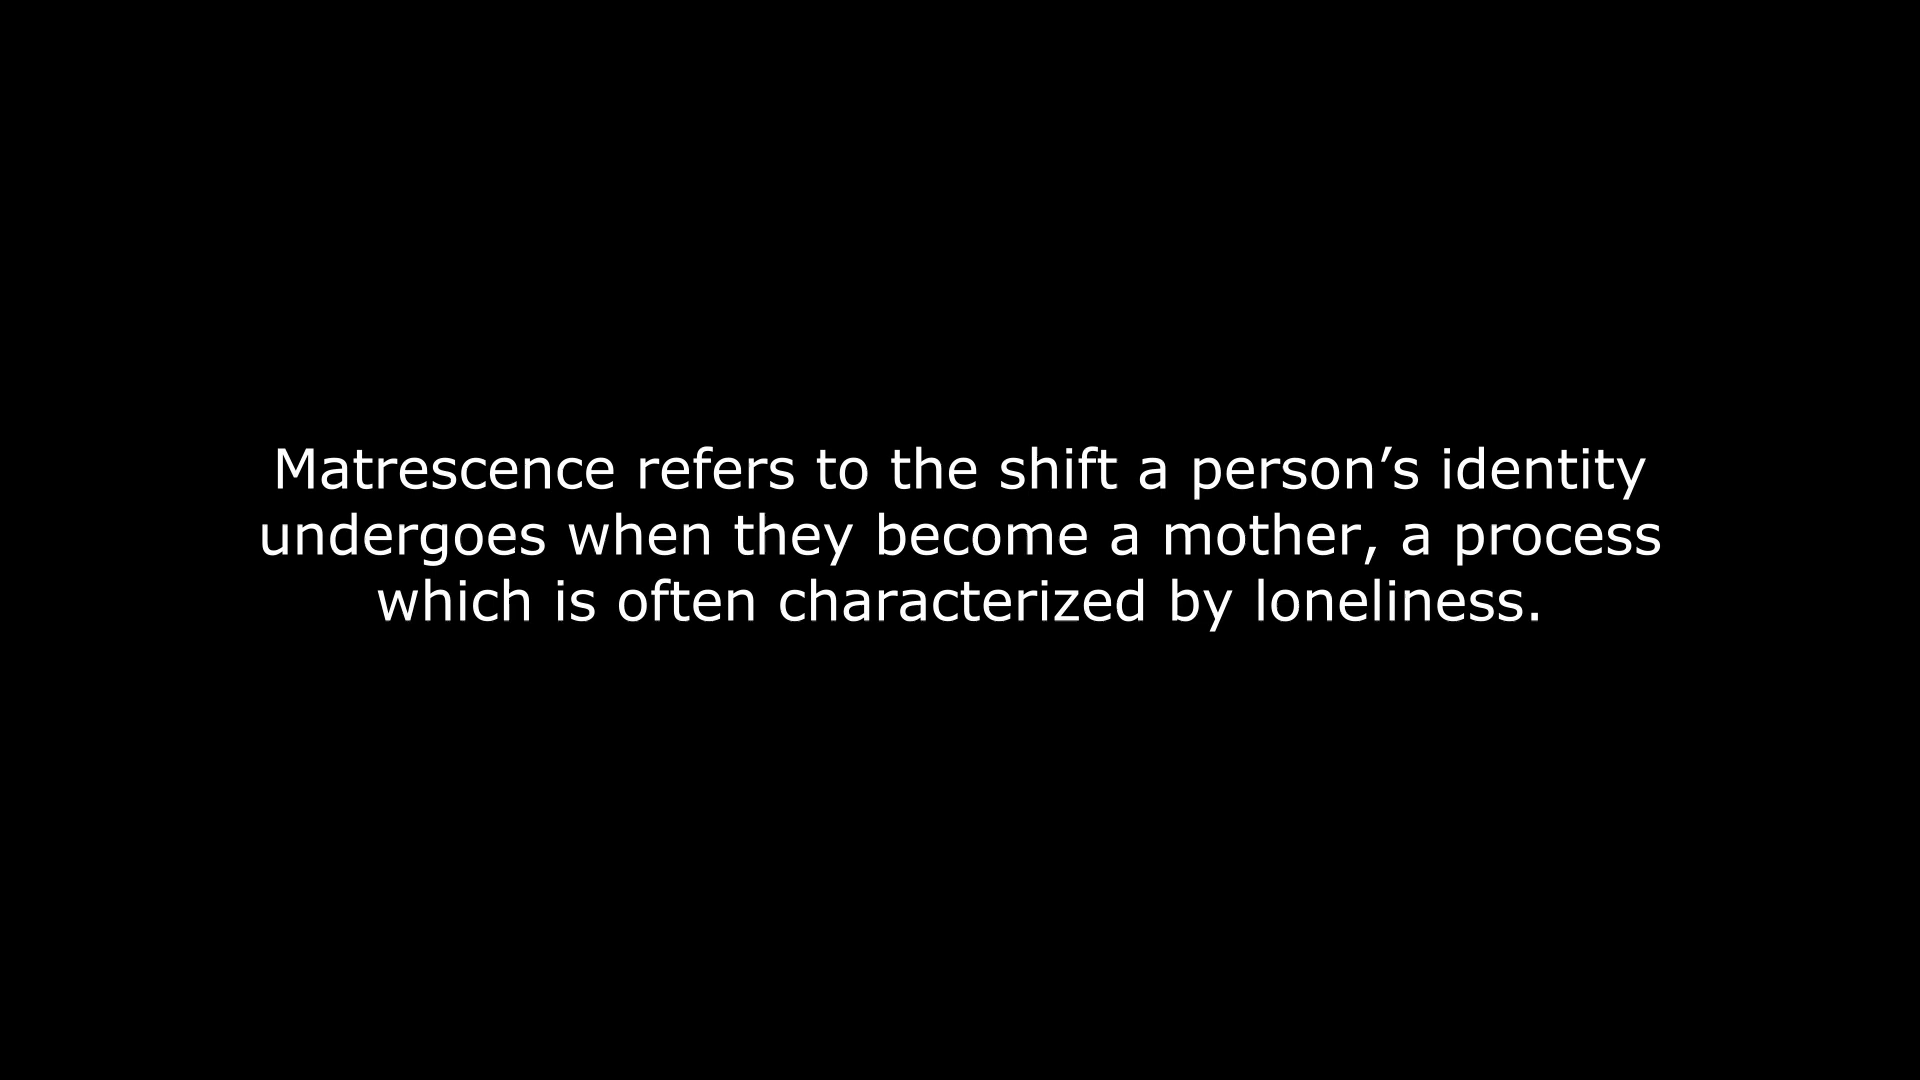 Matrescence refers to the shift a person’s identity
undergoes when they become a mother, a process
which is often characterized by loneliness.